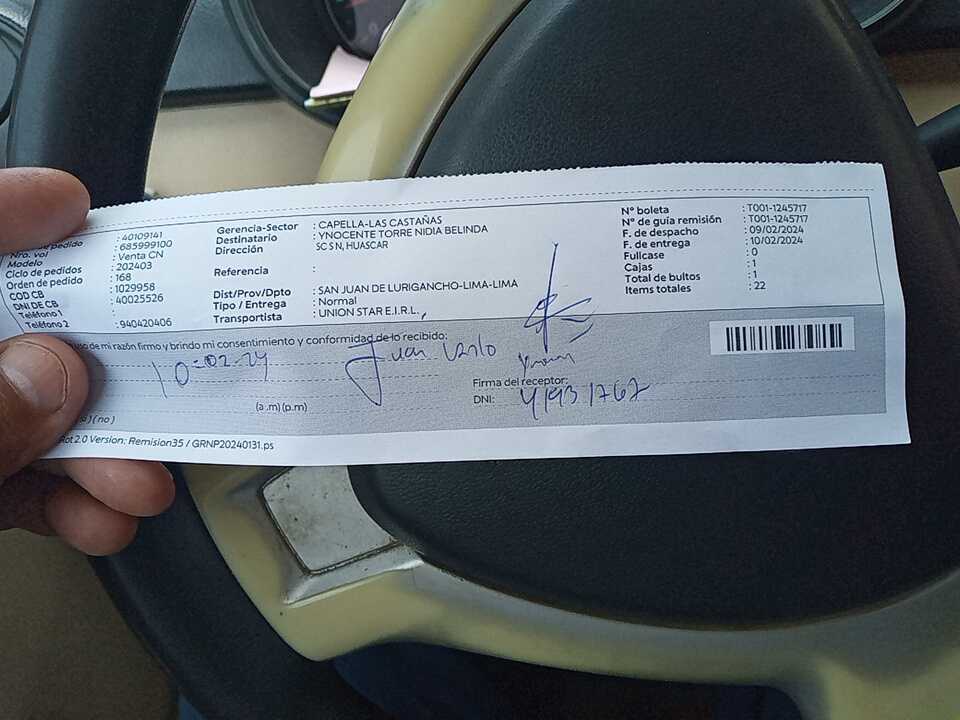 de pedido : 40109141
Nro. vol : 685999100
Modelo : Venta CN
Ciclo de pedidos : 202403
Orden de pedido : 168
COD CB : 1029958
DNI DE CB : 40025526
Teléfono 1 :
Teléfono 2 : 940420406
Gerencia-Sector : CAPELLA-LAS CASTAÑAS
Destinatario : YNOCENTE TORRE NIDIA BELINDA
Dirección SC S N, HUASCAR
Referencia :
Dist/Prov/Dpto : SAN JUAN DE LURIGANCHO-LIMA-LIMA
Tipo / Entrega : Normal
Transportista : UNION STAR E.I.R.L.
N° boleta : T001-1245717
N° de guía remisión : T001-1245717
F. de despacho : 09/02/2024
F. de entrega : 10/02/2024
Fullcase : 0
Cajas : 1
Total de bultos : 1
Items totales : 22
uso de mi razón firmo y brindo mi consentimiento y conformidad de lo recibido:
10-02-24 Juan Carlo
Firma del receptor:
(a .m) (p.m)
DNI: 41931767
) (no)
Rot 2.0 Version: Remision35 / GRNP20240131.ps